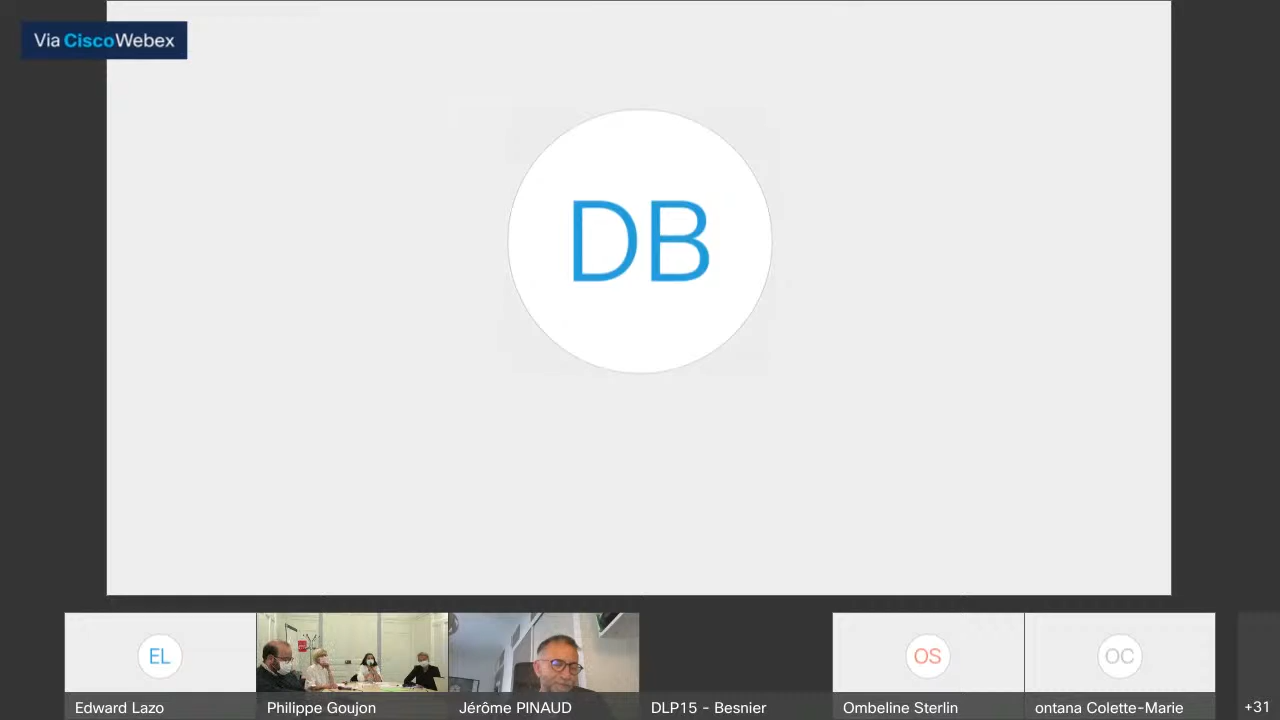 Via CiscoWebex
DB
EL
OS
OC
Edward Lazo
Philippe Goujon
Jérôme PINAUD
DLP15 - Besnier
Ombeline Sterlin
ontana Colette-Marie
+31